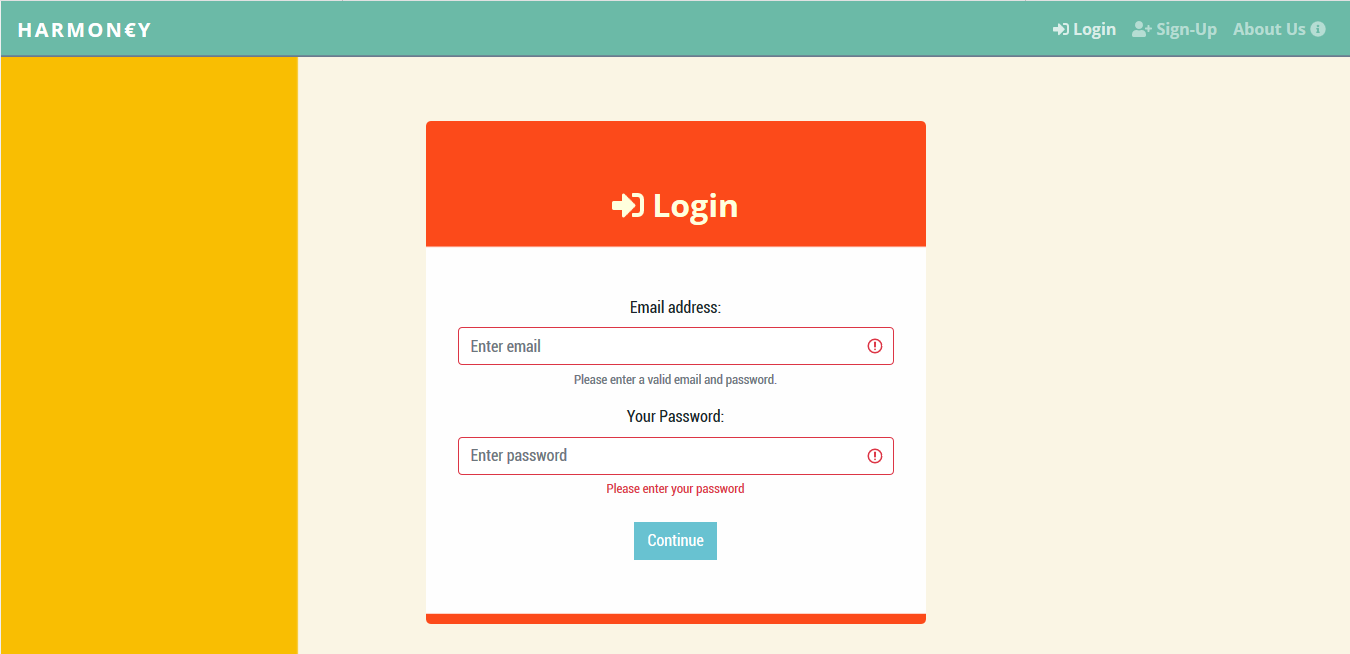 HARMON€Y
Login Sign-Up About Us
Login
Email address:
Enter email
Please enter a valid email and password.
Your Password:
Enter password
Please enter your password
Continue